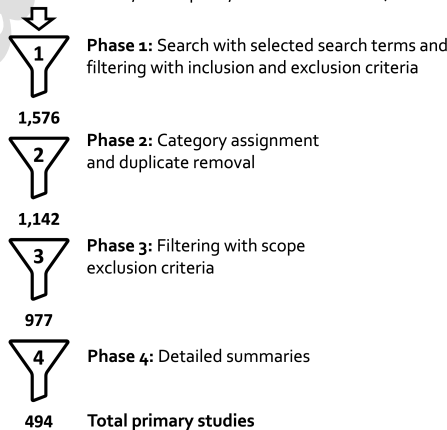 1
Phase 1: Search with selected search terms and
filtering with inclusion and exclusion criteria
1,576
2
Phase 2: Category assignment
and duplicate removal
1,142
3
Phase 3: Filtering with scope
exclusion criteria
977
4
Phase 4: Detailed summaries
494 Total primary studies